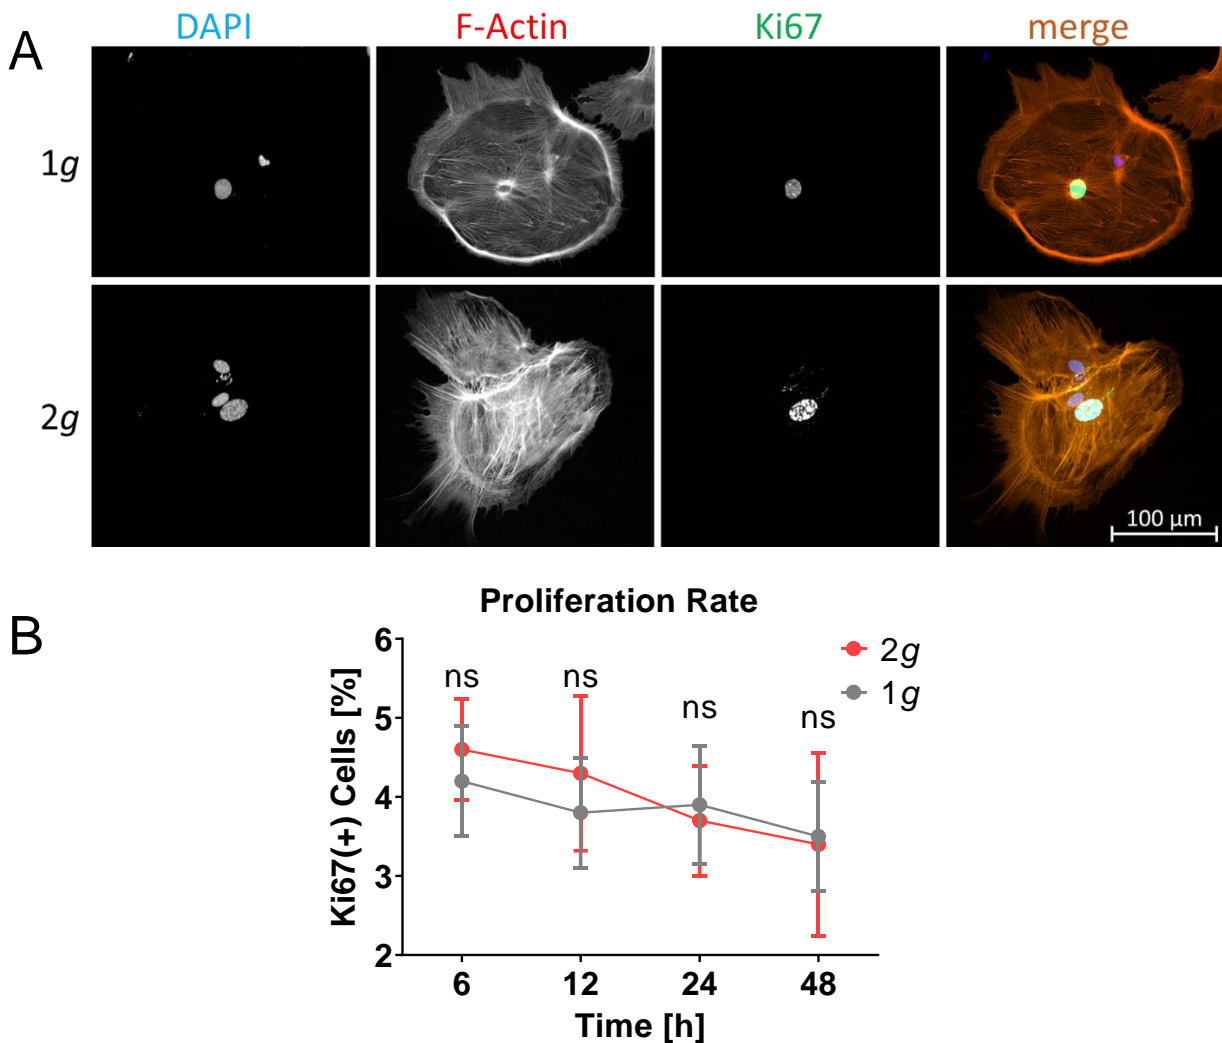 A
DAPI F-Actin Ki67 merge
1g
2g
100 µm
B
Proliferation Rate
Ki67(+) Cells [%]
6
5
4
3
2
ns ns ns ns
2g
1g
6 12 24 48
Time [h]